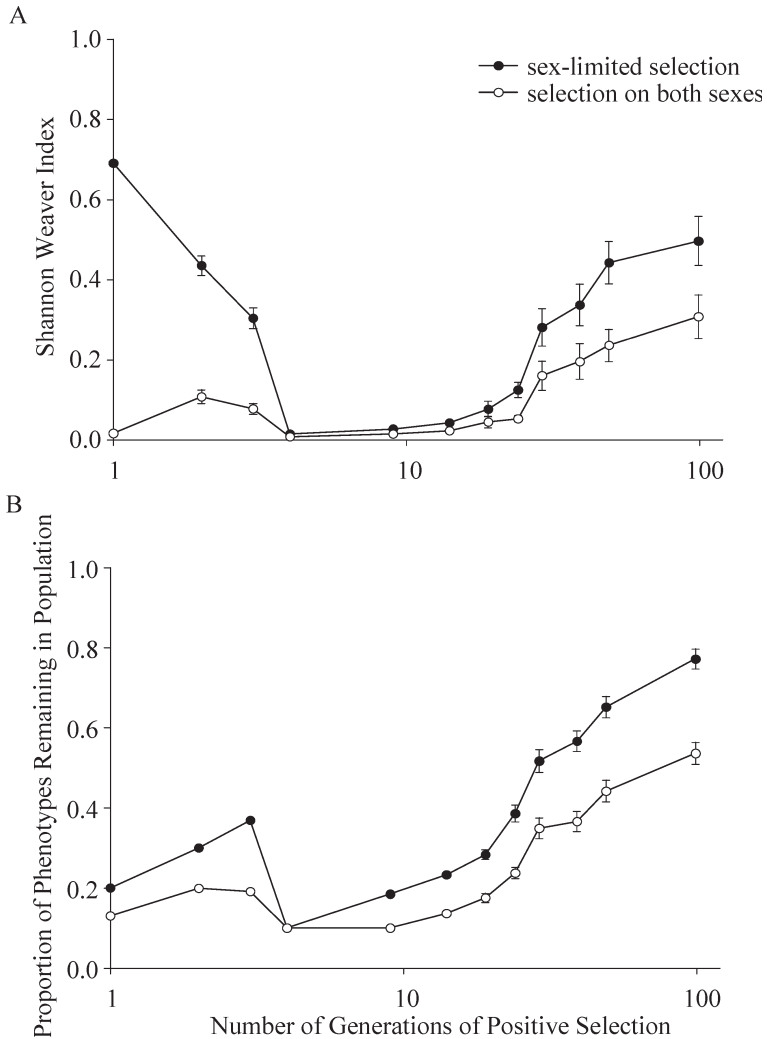 A
1.0
sex-limited selection
selection on both sexes
0.8
0.6
0.4
0.2
0.0
Shannon Weaver Index
1 10 100
B
1.0
0.8
0.6
0.4
0.2
0.0
Proportion of Phenotypes Remaining in Population
1 10 100
Number of Generations of Positive Selection